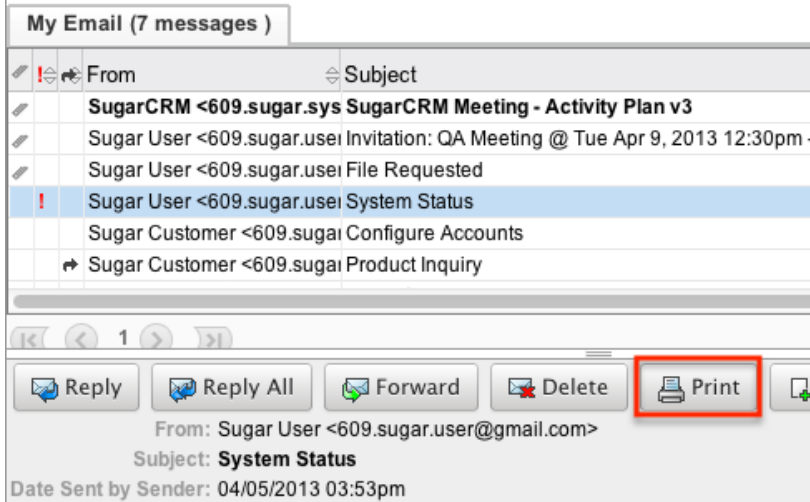 My Email (7 messages )
! From Subject
SugarCRM <609.sugar.sys SugarCRM Meeting - Activity Plan v3
Sugar User <609.sugar.user Invitation: QA Meeting @ Tue Apr 9, 2013 12:30pm -
Sugar User <609.sugar.user File Requested
! Sugar User <609.sugar.user System Status
Sugar Customer <609.sugar Configure Accounts
Sugar Customer <609.sugar Product Inquiry
1
Reply Reply All Forward Delete Print
From: Sugar User <609.sugar.user@gmail.com>
Subject: System Status
Date Sent by Sender: 04/05/2013 03:53pm